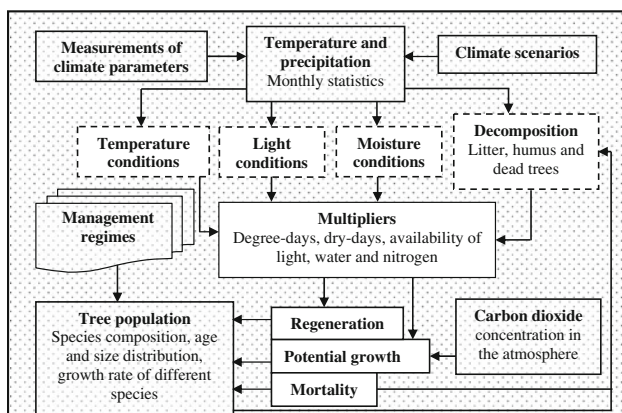 Measurements of
climate parameters
Temperature and
precipitation
Monthly statistics
Climate scenarios
Temperature
conditions
Light
conditions
Moisture
conditions
Decomposition
Litter, humus and
dead trees
Management
regimes
Multipliers
Degree-days, dry-days, availability of
light, water and nitrogen
Tree population
Species composition, age
and size distribution,
growth rate of different
species
Regeneration
Potential growth
Mortality
Carbon dioxide
concentration in
the atmosphere